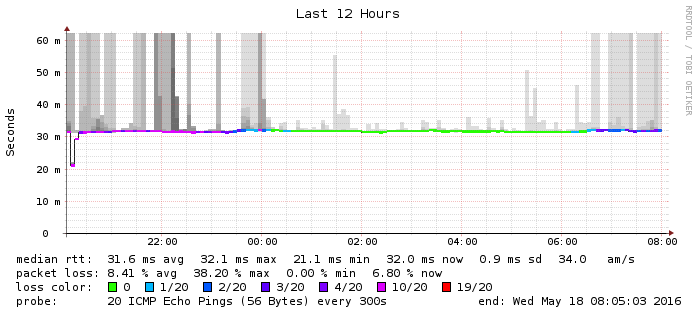 Last 12 Hours
RRDTOOL / TOBI OETIKER
Seconds
60 m
50 m
40 m
30 m
20 m
10 m
0
22:00 00:00 02:00 04:00 06:00 08:00
median rtt: 31.6 ms avg 32.1 ms max 21.1 ms min 32.0 ms now 0.9 ms sd 34.0 am/s
packet loss: 8.41 % avg 38.20 % max 0.00 % min 6.80 % now
loss color: 0 1/20 2/20 3/20 4/20 10/20 19/20
probe: 20 ICMP Echo Pings (56 Bytes) every 300s end: Wed May 18 08:05:03 2016